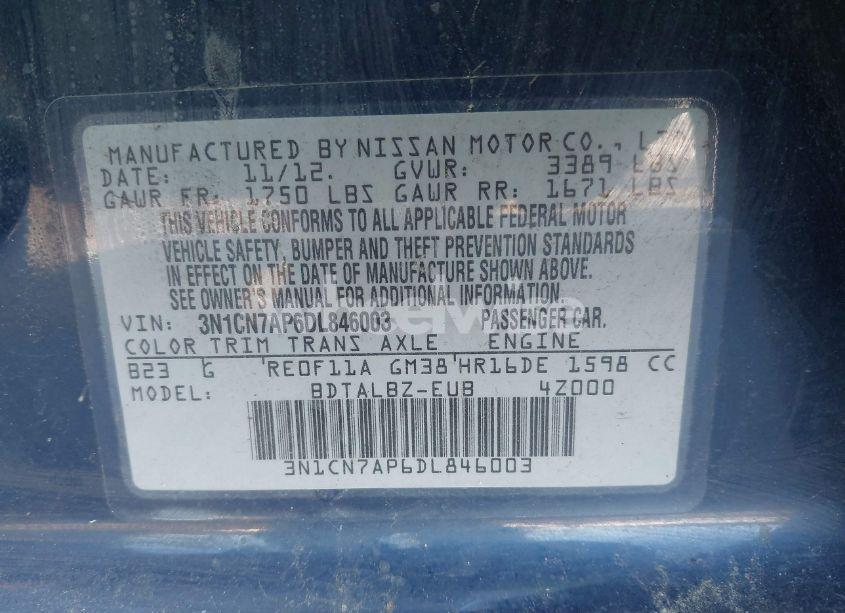 MANUFACTURED BY NISSAN MOTOR CO.,
DATE: 11/12. GVWR: 3389 LBS
GAWR FR: 1750 LBS GAWR RR: 1671 LBS
THIS VEHICLE CONFORMS TO ALL APPLICABLE FEDERAL MOTOR
VEHICLE SAFETY, BUMPER AND THEFT PREVENTION STANDARDS
IN EFFECT ON THE DATE OF MANUFACTURE SHOWN ABOVE.
SEE OWNER'S MANUAL FOR ADDITIONAL INFORMATION.
VIN: 3N1CN7AP6DL846003 PASSENGER CAR.
COLOR TRIM TRANS AXLE ENGINE
B23 G RE0F11A GM38 HR16DE 1598 CC
MODEL: BDTALBZ-EUB 4Z000
3N1CN7AP6DL846003